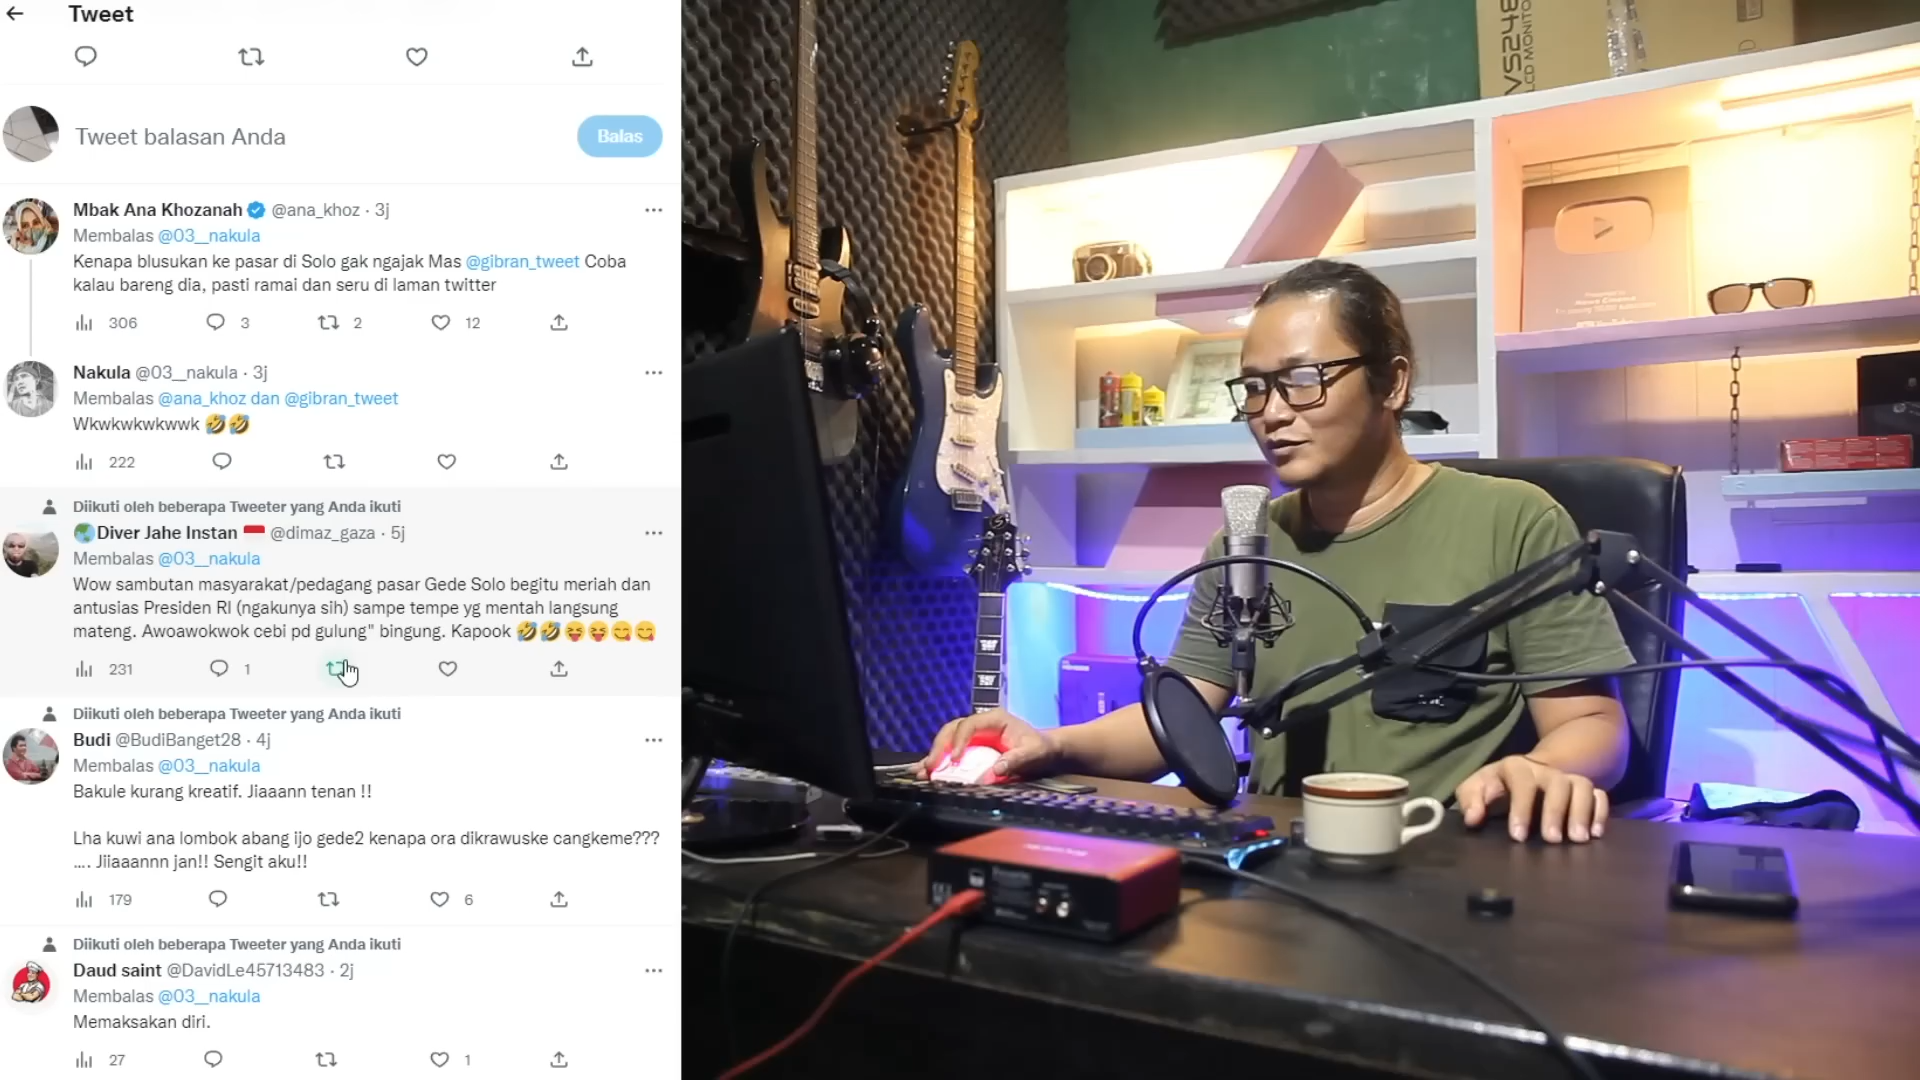 Tweet
Tweet balasan Anda
Balas
Mbak Ana Khozanah @ana_khoz · 3j
Membalas @03__nakula
Kenapa blusukan ke pasar di Solo gak ngajak Mas @gibran_tweet Coba
kalau bareng dia, pasti ramai dan seru di laman twitter
306 3 2 12
Nakula @03__nakula · 3j
Membalas @ana_khoz dan @gibran_tweet
Wkwkwkwkwwk 🤣🤣
222
Diikuti oleh beberapa Tweeter yang Anda ikuti
🌏Diver Jahe Instan 🇮🇩 @dimaz_gaza · 5j
Membalas @03__nakula
Wow sambutan masyarakat/pedagang pasar Gede Solo begitu meriah dan
antusias Presiden RI (ngakunya sih) sampe tempe yg mentah langsung
mateng. Awoawokwok cebi pd gulung" bingung. Kapook 🤣🤣😝😝😋😋
231 1
Diikuti oleh beberapa Tweeter yang Anda ikuti
Budi @BudiBanget28 · 4j
Membalas @03__nakula
Bakule kurang kreatif. Jiaaann tenan !!
Lha kuwi ana lombok abang ijo gede2 kenapa ora dikrawuske cangkeme???
.... Jiiaaannn jan!! Sengit aku!!
179 6
Diikuti oleh beberapa Tweeter yang Anda ikuti
Daud saint @DavidLe45713483 · 2j
Membalas @03__nakula
Memaksakan diri.
27 1
VS248
LCD MONITO